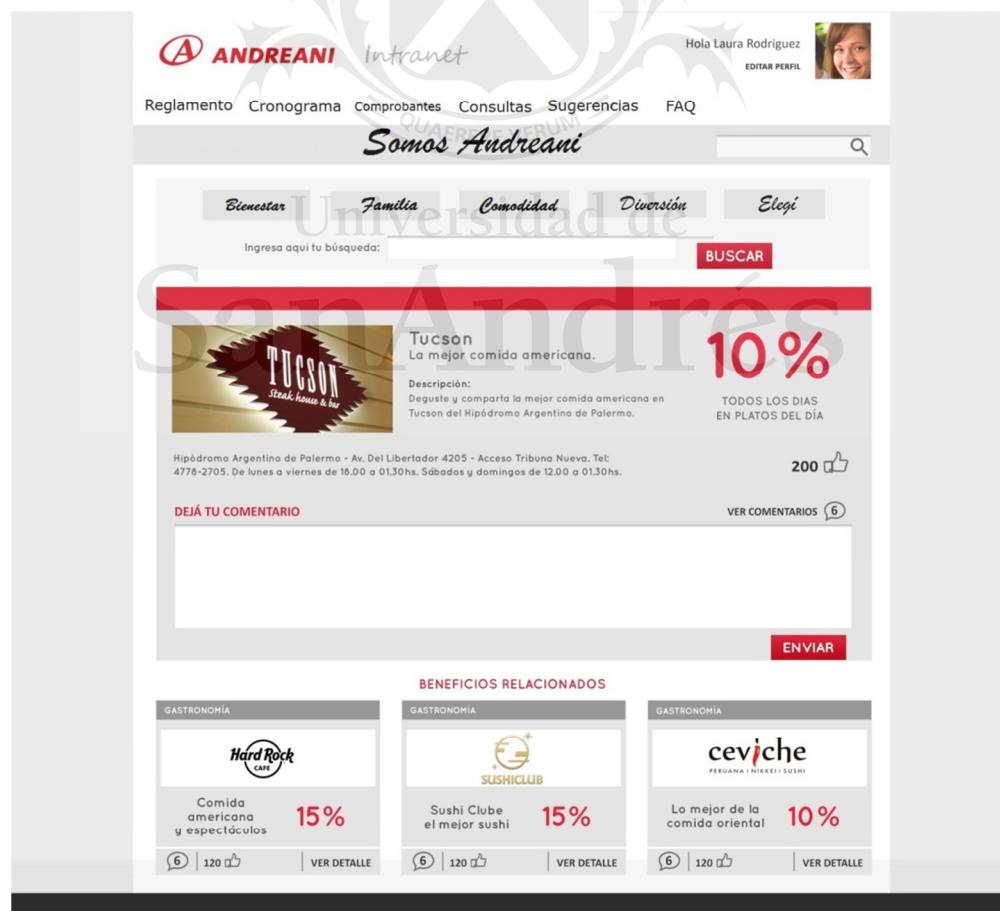 ANDREANI Intranet
Hola Laura Rodriguez
EDITAR PERFIL
Reglamento Cronograma Comprobantes Consultas Sugerencias FAQ
QUAERERE VERUM
Somos Andreani
Bienestar Familia Comodidad Diversión Elegí
Universidad de
SanAndrés
Ingresa aqui tu búsqueda:
BUSCAR
TUCSON
Steak house & bar
Tucson
La mejor comida americana.
Descripción:
Deguste y comparta la mejor comida americana en
Tucson del Hipódromo Argentino de Palermo.
10%
TODOS LOS DIAS
EN PLATOS DEL DÍA
Hipódromo Argentino de Palermo - Av. Del Libertador 4205 - Acceso Tribuna Nueva. Tel:
4778-2705. De lunes a viernes de 18.00 a 01.30hs. Sábados y domingos de 12.00 a 01.30hs.
200
DEJÁ TU COMENTARIO
VER COMENTARIOS 6
ENVIAR
BENEFICIOS RELACIONADOS
GASTRONOMÍA
Hard Rock
CAFE
Comida
americana
y espectáculos
15%
6 120 VER DETALLE
GASTRONOMÍA
SUSHICLUB
Sushi Clube
el mejor sushi
15%
6 120 VER DETALLE
GASTRONOMÍA
ceviche
PERUANA | NIKKEI | SUSHI
Lo mejor de la
comida oriental
10%
6 120 VER DETALLE